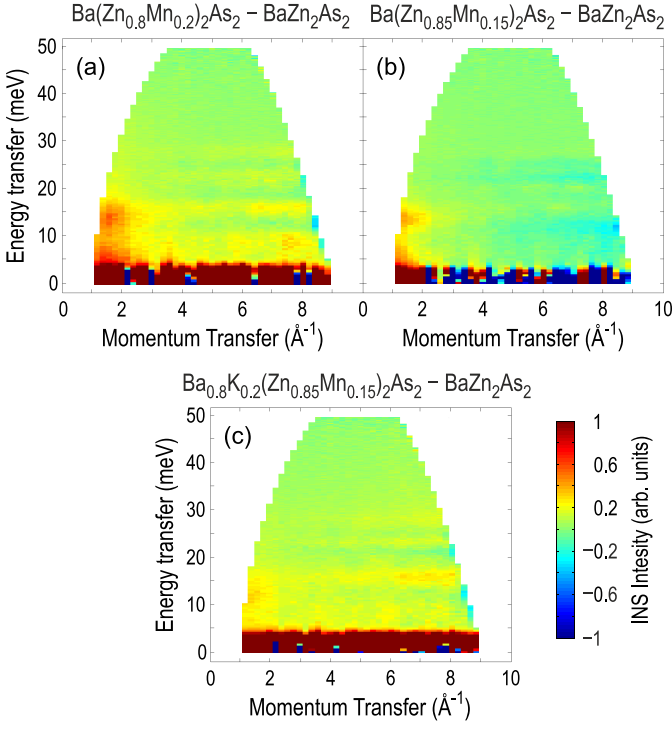 Ba(Zn₀.₈Mn₀.₂)₂As₂ − BaZn₂As₂
Ba(Zn₀.₈₅Mn₀.₁₅)₂As₂ − BaZn₂As₂
(a)
(b)
50
40
30
20
10
0
Energy transfer (meV)
0 2 4 6 8 0
2 4 6 8 10
Momentum Transfer (Å⁻¹)
Momentum Transfer (Å⁻¹)
Ba₀.₈K₀.₂(Zn₀.₈₅Mn₀.₁₅)₂As₂ − BaZn₂As₂
(c)
50
40
30
20
10
0
Energy transfer (meV)
0 2 4 6 8 10
Momentum Transfer (Å⁻¹)
1
0.6
0.2
−0.2
−0.6
−1
INS Intesity (arb. units)